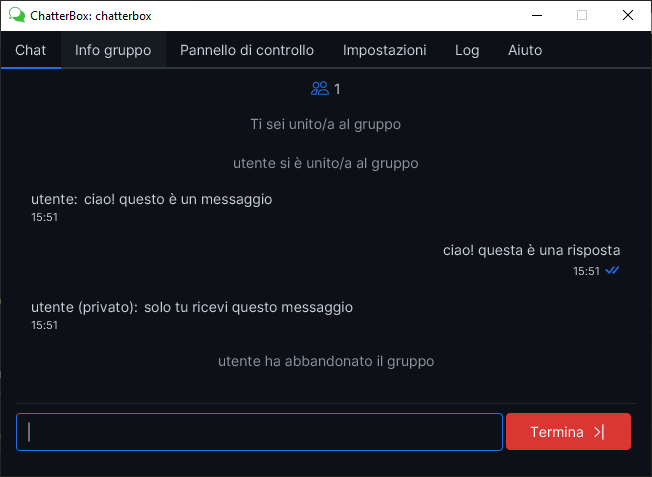 ChatterBox: chatterbox
Chat Info gruppo Pannello di controllo Impostazioni Log Aiuto
1
Ti sei unito/a al gruppo
utente si è unito/a al gruppo
utente: ciao! questo è un messaggio
15:51
ciao! questa è una risposta
15:51
utente (privato): solo tu ricevi questo messaggio
15:51
utente ha abbandonato il gruppo
Termina